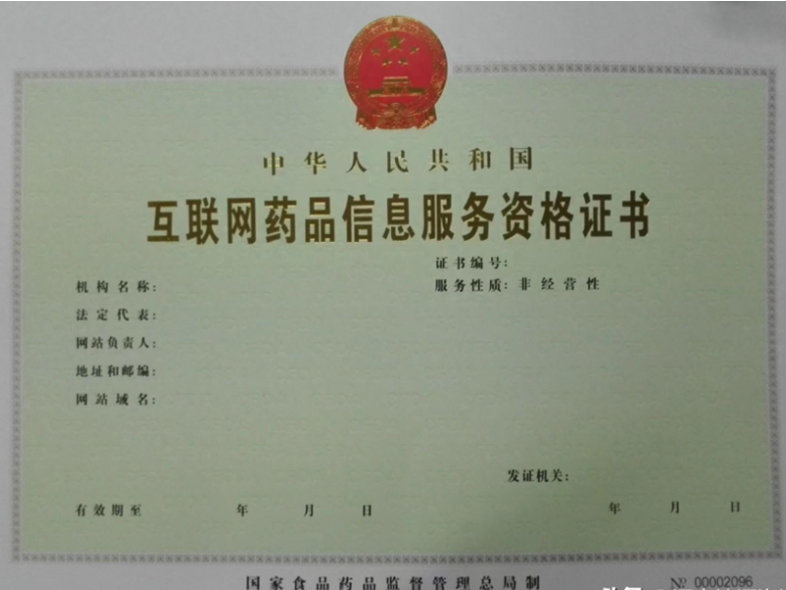 中华人民共和国
互联网药品信息服务资格证书
证书编号：
机构名称：
服务性质：非经营性
法定代表：
网站负责人：
地址和邮编：
网站域名：
发证机关：
有效期至 年 月 日
年 月 日
国家食品药品监督管理总局制
№ 00002096